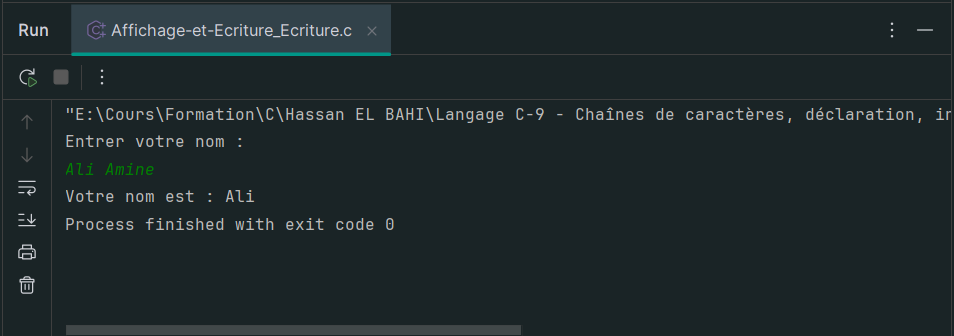 Run
Affichage-et-Ecriture_Ecriture.c
"E:\Cours\Formation\C\Hassan EL BAHI\Langage C-9 - Chaînes de caractères, déclaration, in
Entrer votre nom :
Ali Amine
Votre nom est : Ali
Process finished with exit code 0